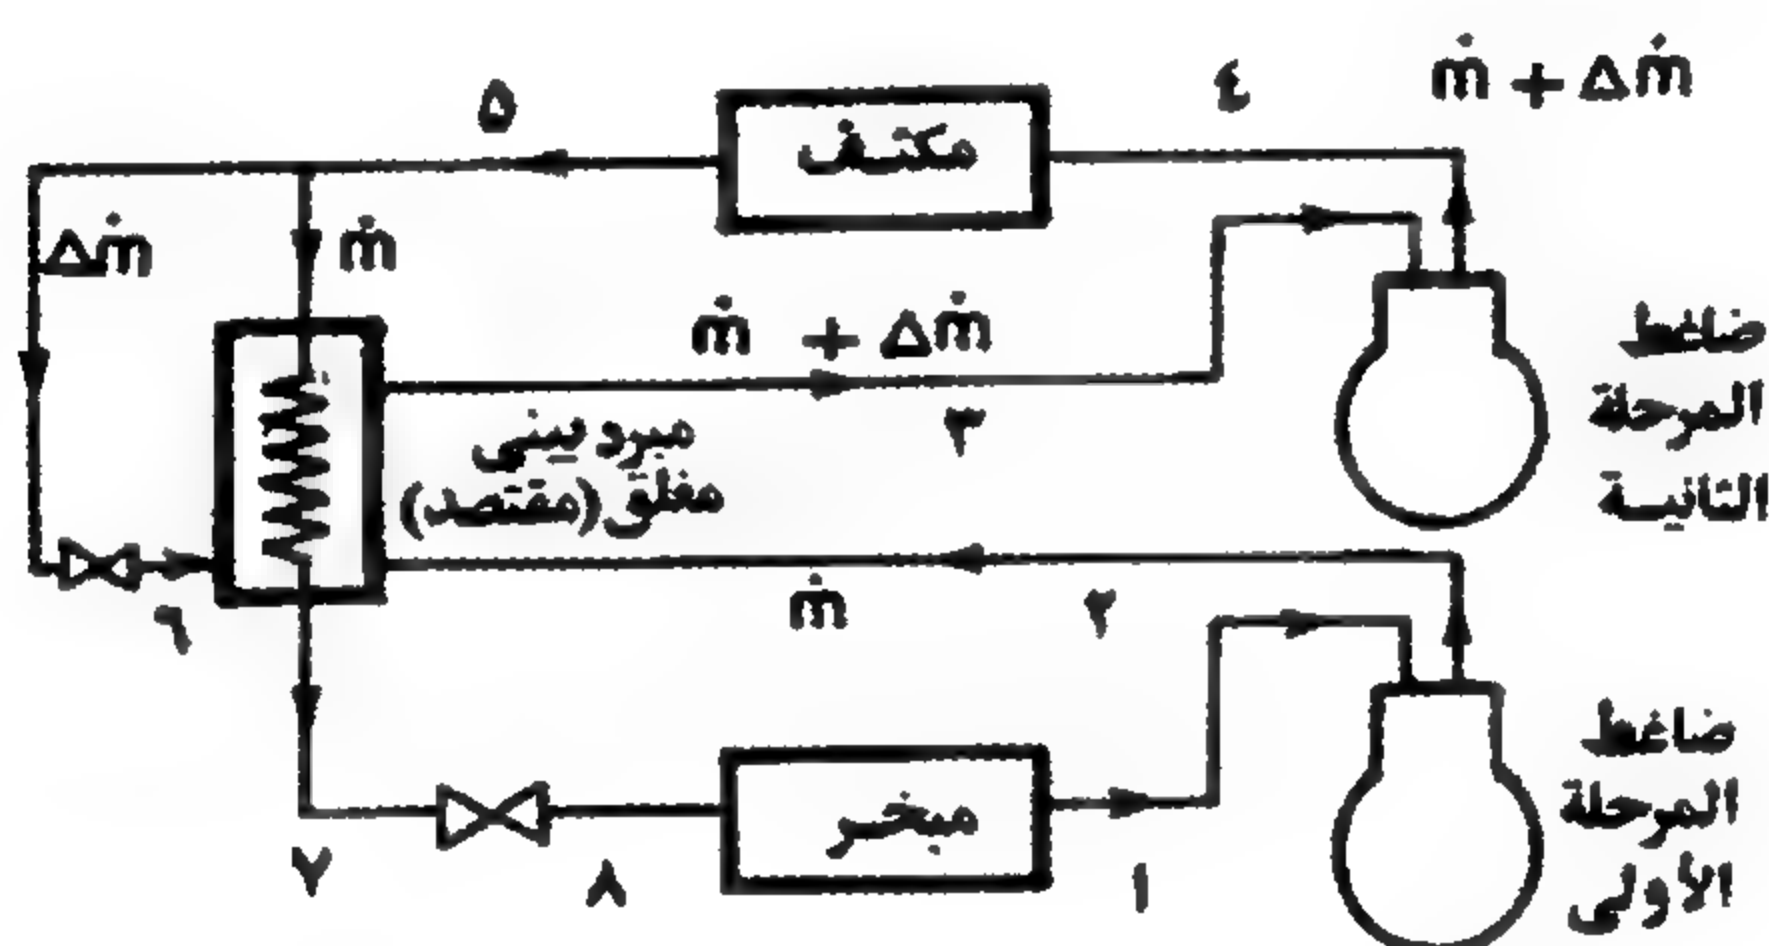 ٥
٤
ṁ + Δṁ
مكثف
Δṁ
ṁ
ṁ + Δṁ
٣
ضاغط
المرحلة
الثانية
مبرد بينى
مغلق (مقتصد)
ṁ
٢
٦
مبخر
ضاغط
المرحلة
الأولى
٧
٨
١